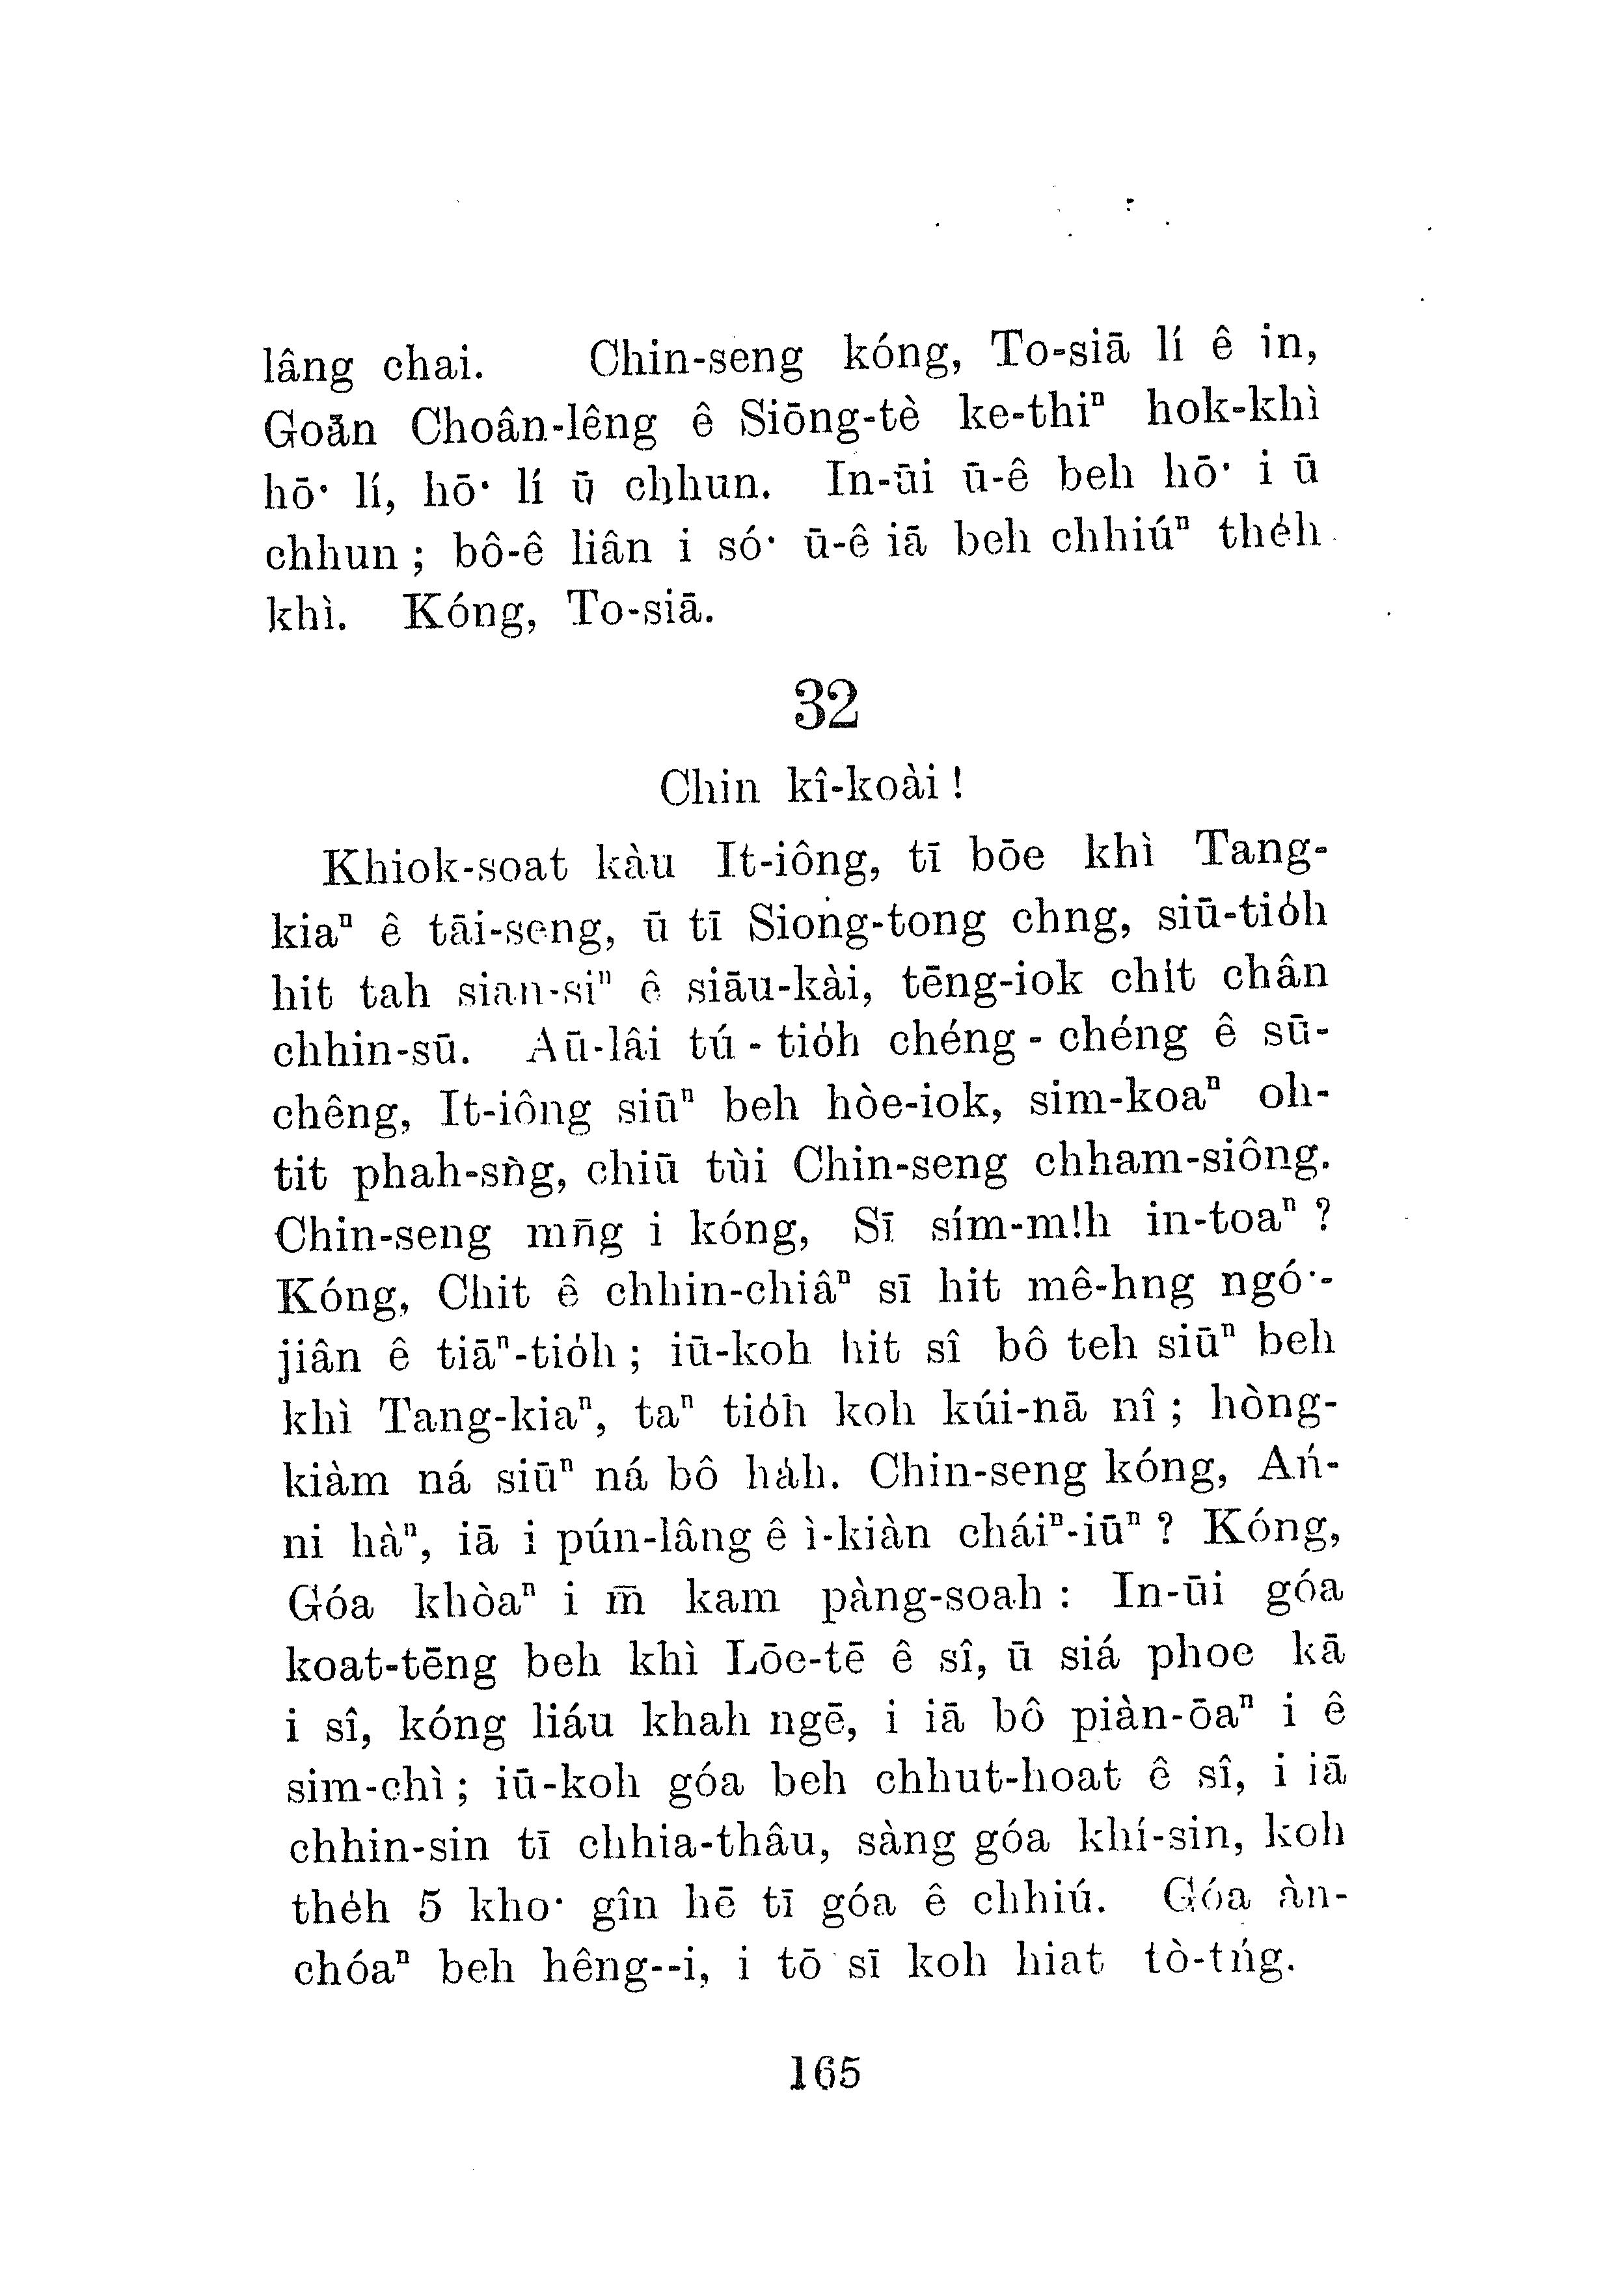 lâng chai. Chin-seng kóng, To-siā lí ê in,
Goān Choân-lêng ê Siōng-tè ke-thiⁿ hok-khì
hō͘ lí, hō͘ lí ū chhun. In-ūi ū-ê beh hō͘ i ū
chhun ; bô-ê liân i só͘ ū-ê iā beh chhiúⁿ the̍h
khì. Kóng, To-siā.
32
Chin kî-koài !
Khiok-soat kàu It-iông, tī bōe khì Tang-
kiaⁿ ê tāi-seng, ū tī Siong-tong chng, siū-tio̍h
hit tah sian-siⁿ ê siāu-kài, tēng-iok chit chân
chhin-sū. Aū-lâi tú - tio̍h chéng - chéng ê sū-
chêng, It-iông siūⁿ beh hòe-iok, sim-koaⁿ oh-
tit phah-sǹg, chiū tùi Chin-seng chham-siông.
Chin-seng mn̄g i kóng, Sī sím-mı̍h in-toaⁿ ?
Kóng, Chit ê chhin-chiâⁿ sī hit mê-hng ngó͘-
jiân ê tiāⁿ-tio̍h ; iū-koh hit sî bô teh siūⁿ beh
khì Tang-kiaⁿ, taⁿ tio̍h koh kúi-nā nî ; hòng-
kiàm ná siūⁿ ná bô ha̍h. Chin-seng kóng, Ań-
ni hàⁿ, iā i pún-lâng ê ì-kiàn cháiⁿ-iūⁿ ? Kóng,
Góa khòaⁿ i m̄ kam pàng-soah : In-ūi góa
koat-tēng beh khì Lōe-tē ê sî, ū siá phoe kā
i sî, kóng liáu khah ngē, i iā bô piàn-ōaⁿ i ê
sim-chì ; iū-koh góa beh chhut-hoat ê sî, i iā
chhin-sin tī chhia-thâu, sàng góa khí-sin, koh
the̍h 5 kho͘ gîn hē tī góa ê chhiú. Góa àn-
chóaⁿ beh hêng--i, i tō sī koh hiat tò-tńg.
165